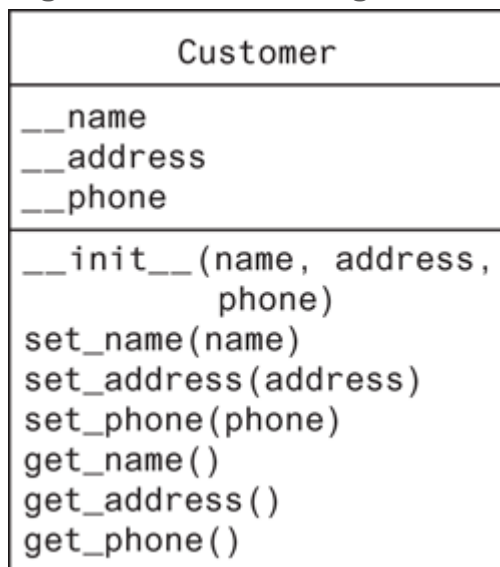 Customer
__name
__address
__phone
__init__(name, address,
phone)
set_name(name)
set_address(address)
set_phone(phone)
get_name()
get_address()
get_phone()